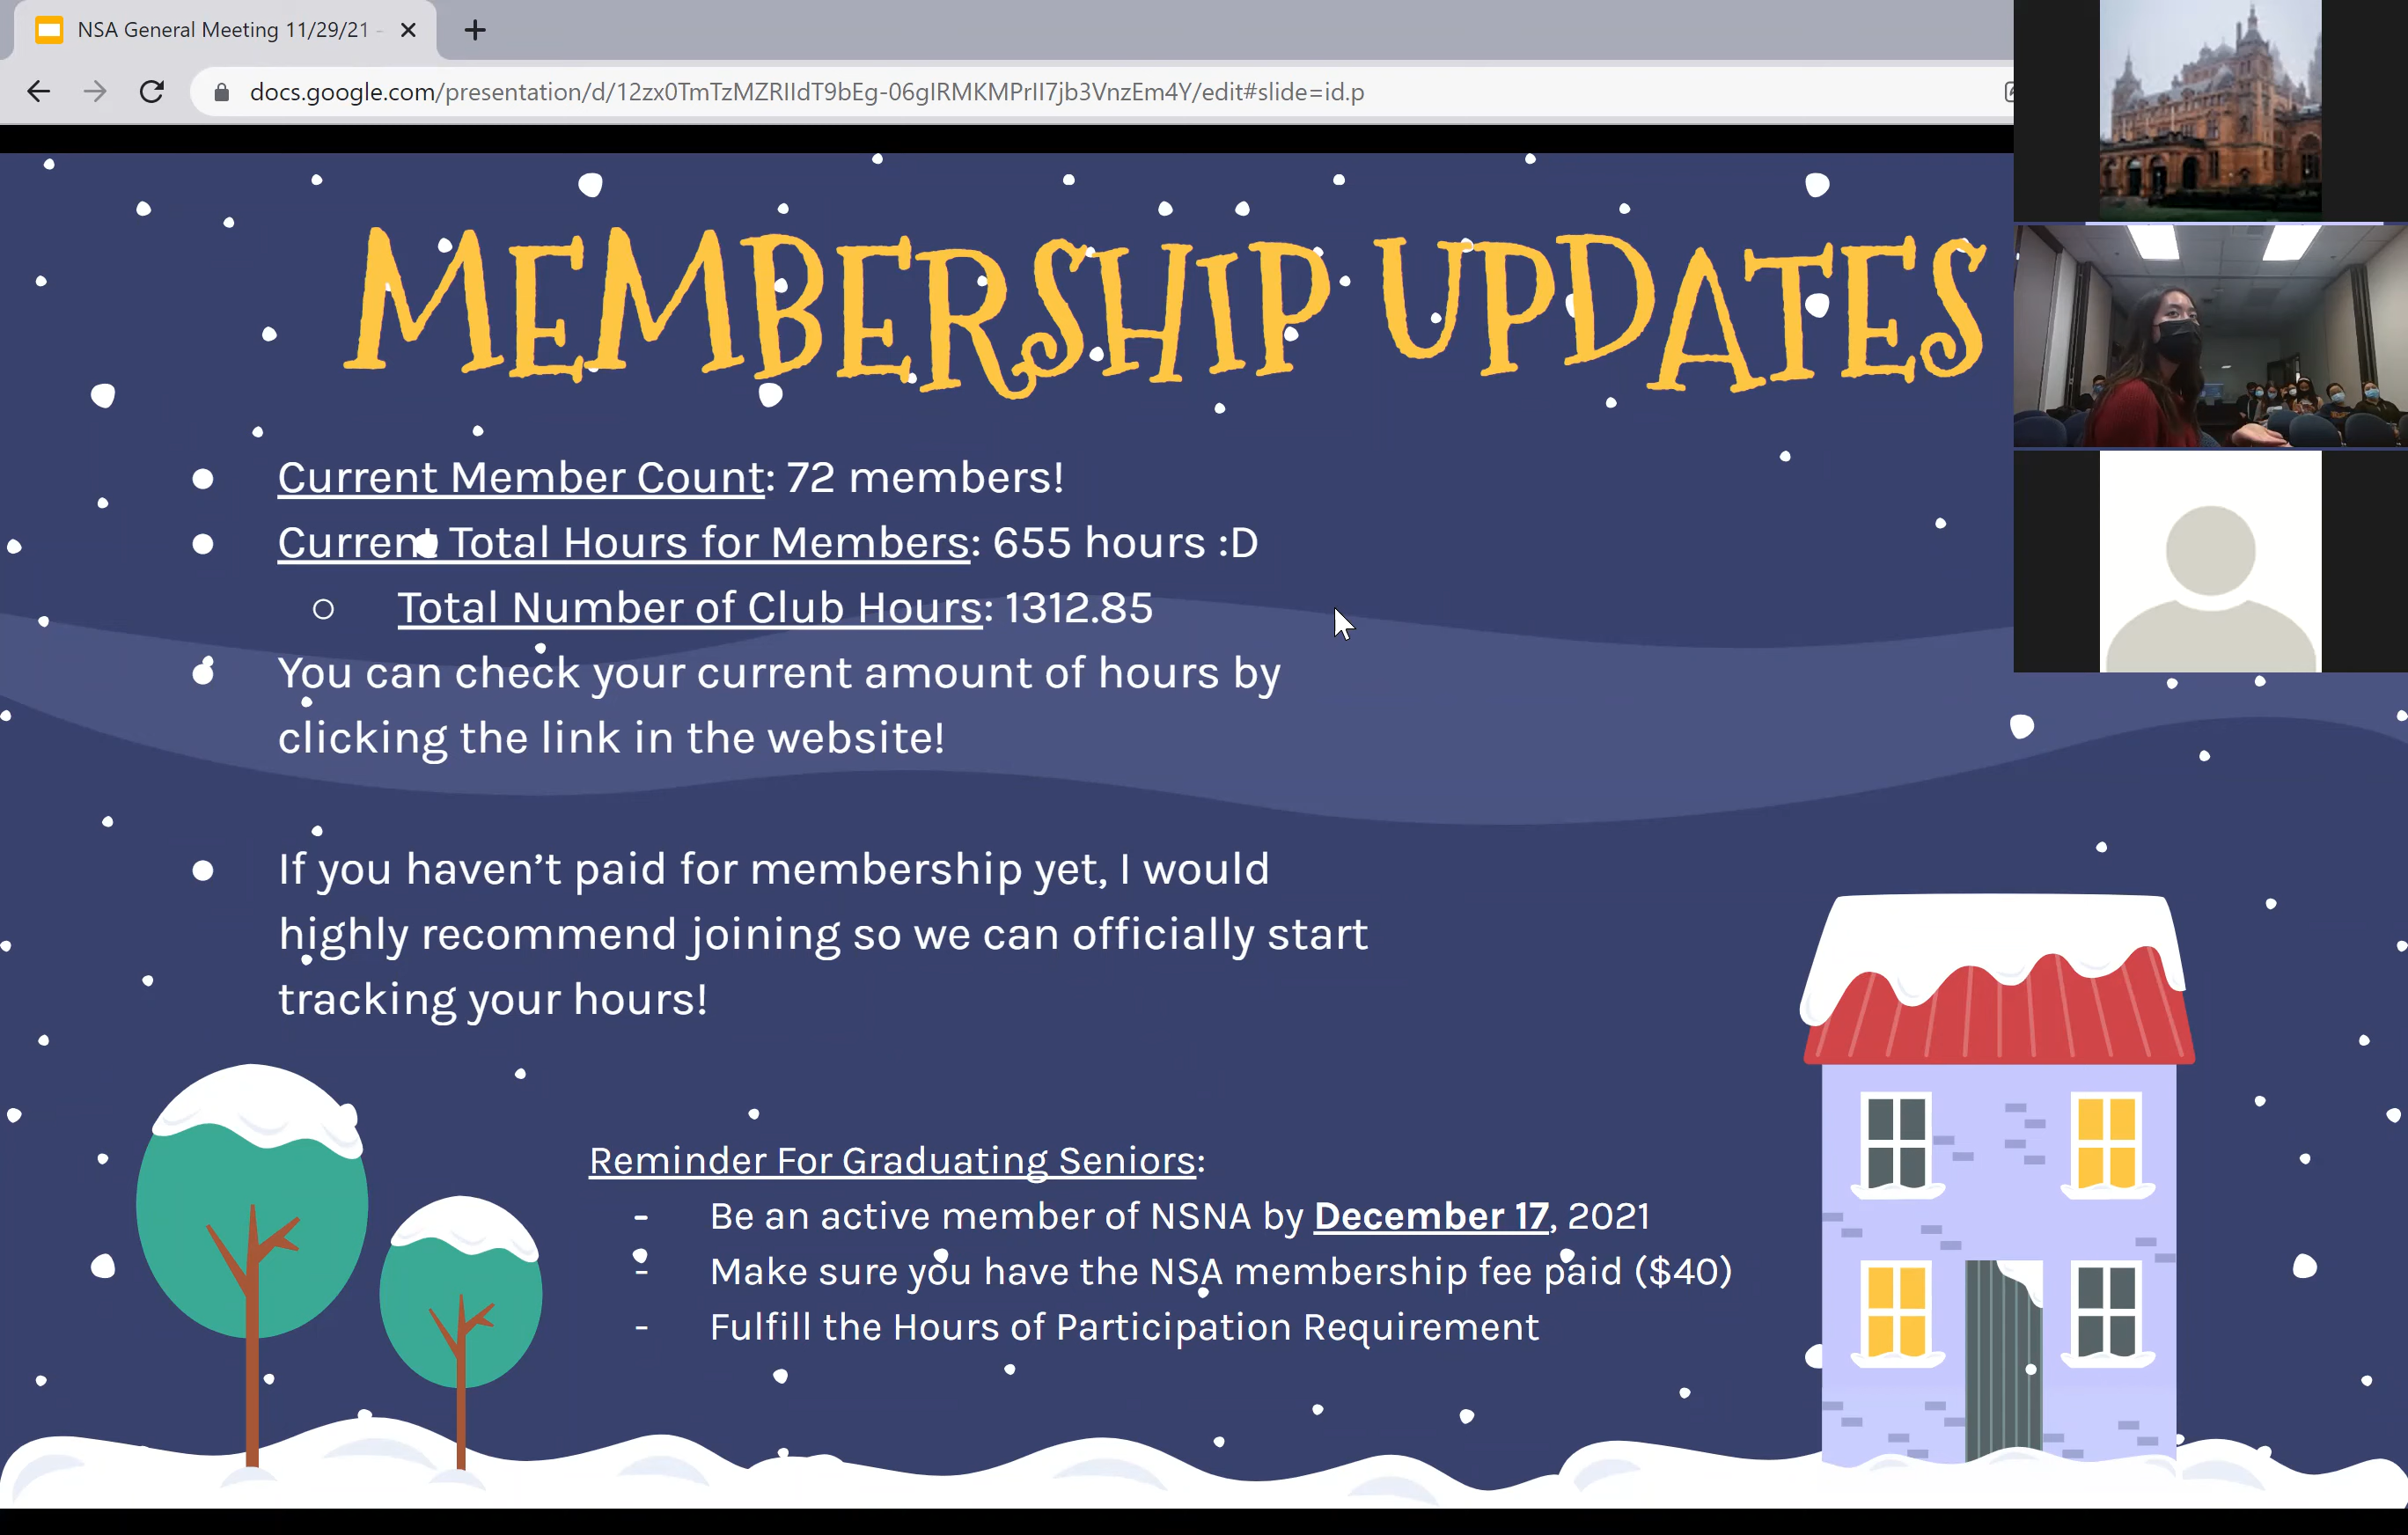 NSA General Meeting 11/29/21 -
docs.google.com/presentation/d/12zx0TmTzMZRIIdT9bEg-06gIRMKMPrII7jb3VnzEm4Y/edit#slide=id.p
MEMBERSHIP UPDATES
● Current Member Count: 72 members!
● Current Total Hours for Members: 655 hours :D
○ Total Number of Club Hours: 1312.85
● You can check your current amount of hours by
clicking the link in the website!
● If you haven’t paid for membership yet, I would
highly recommend joining so we can officially start
tracking your hours!
Reminder For Graduating Seniors:
- Be an active member of NSNA by December 17, 2021
- Make sure you have the NSA membership fee paid ($40)
- Fulfill the Hours of Participation Requirement